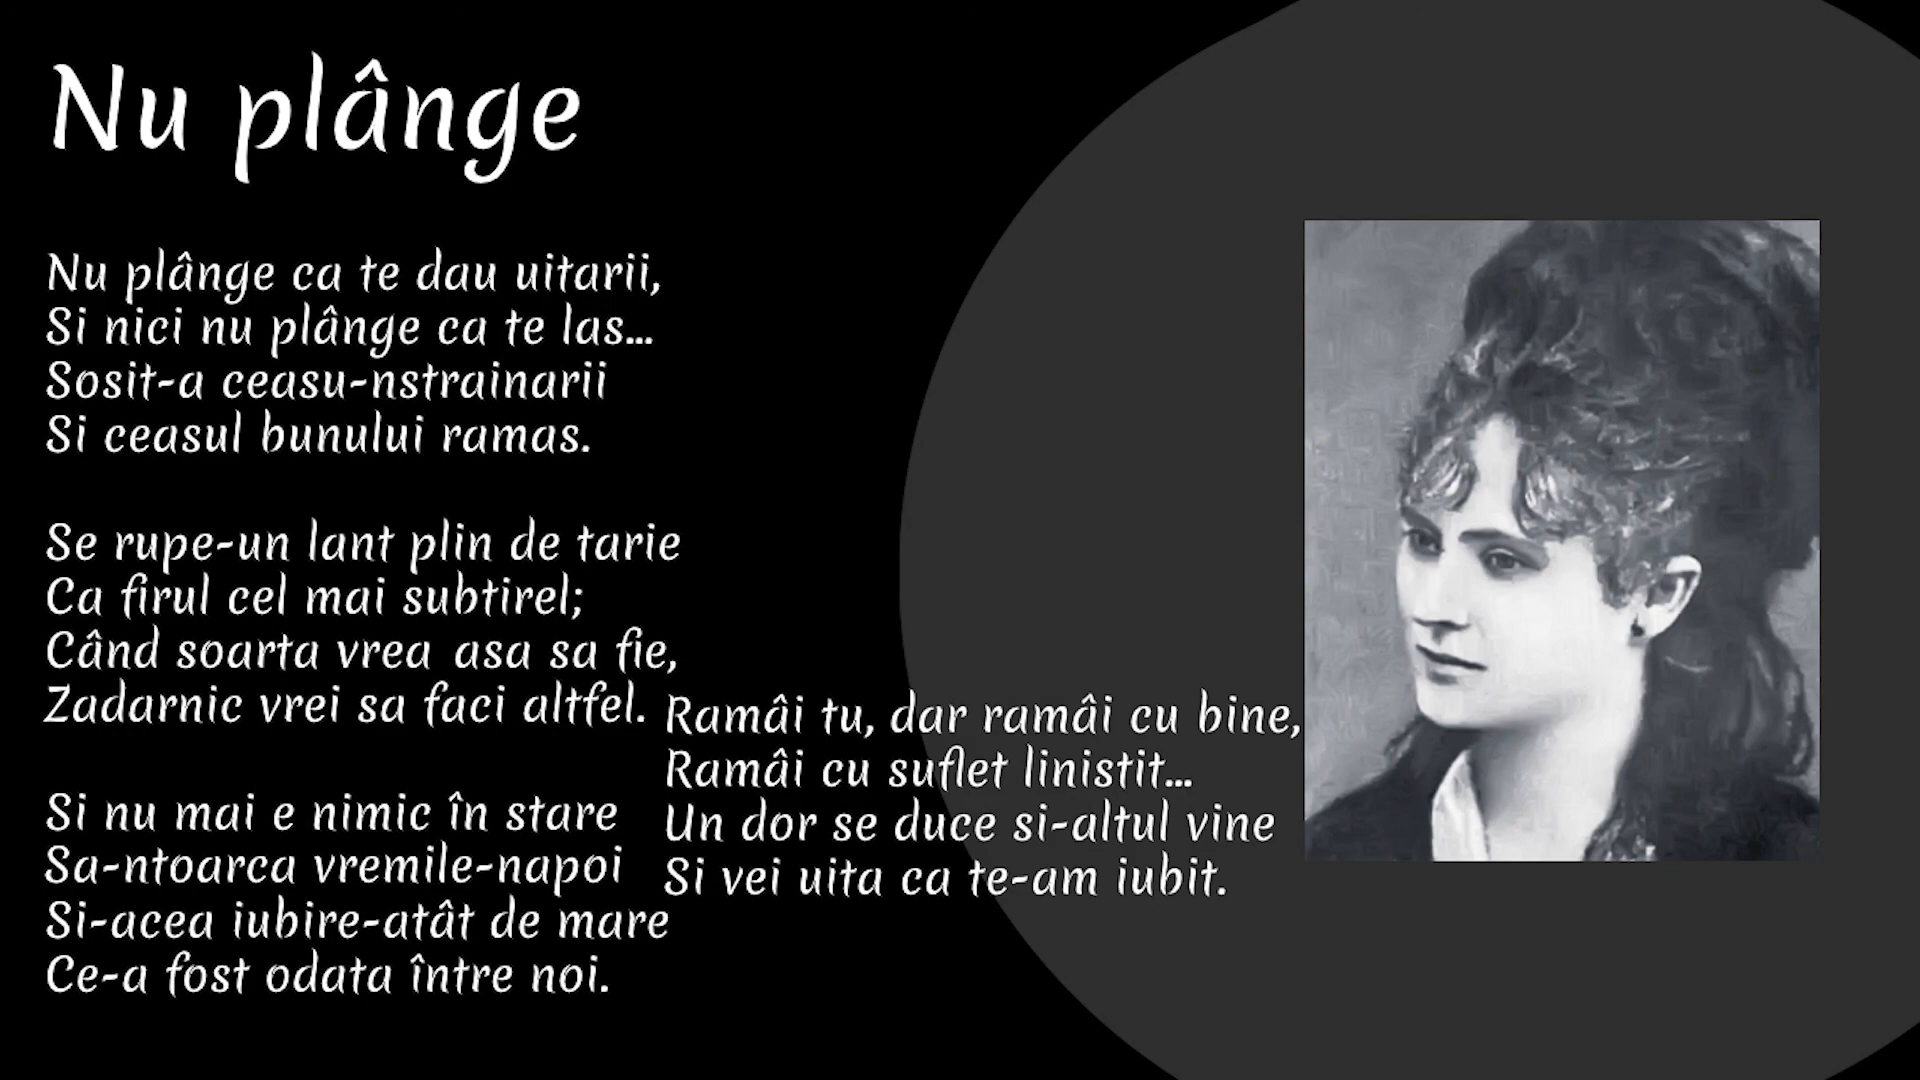 Nu plânge
Nu plânge ca te dau uitarii,
Si nici nu plânge ca te las...
Sosit-a ceasu-nstrainarii
Si ceasul bunului ramas.
Se rupe-un lant plin de tarie
Ca firul cel mai subtirel;
Când soarta vrea asa sa fie,
Zadarnic vrei sa faci altfel.
Si nu mai e nimic în stare
Sa-ntoarca vremile-napoi
Si-acea iubire-atât de mare
Ce-a fost odata între noi.
Ramâi tu, dar ramâi cu bine,
Ramâi cu suflet linistit...
Un dor se duce si-altul vine
Si vei uita ca te-am iubit.